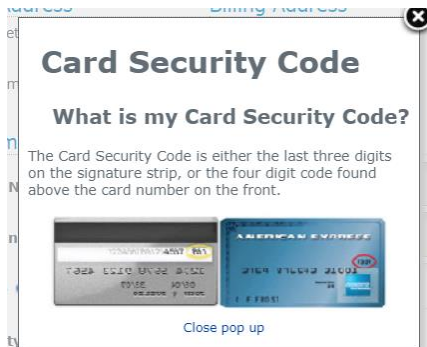 Billing Address
Card Security Code
What is my Card Security Code?
The Card Security Code is either the last three digits
on the signature strip, or the four digit code found
above the card number on the front.
AMERICAN EXPRESS
Close pop up